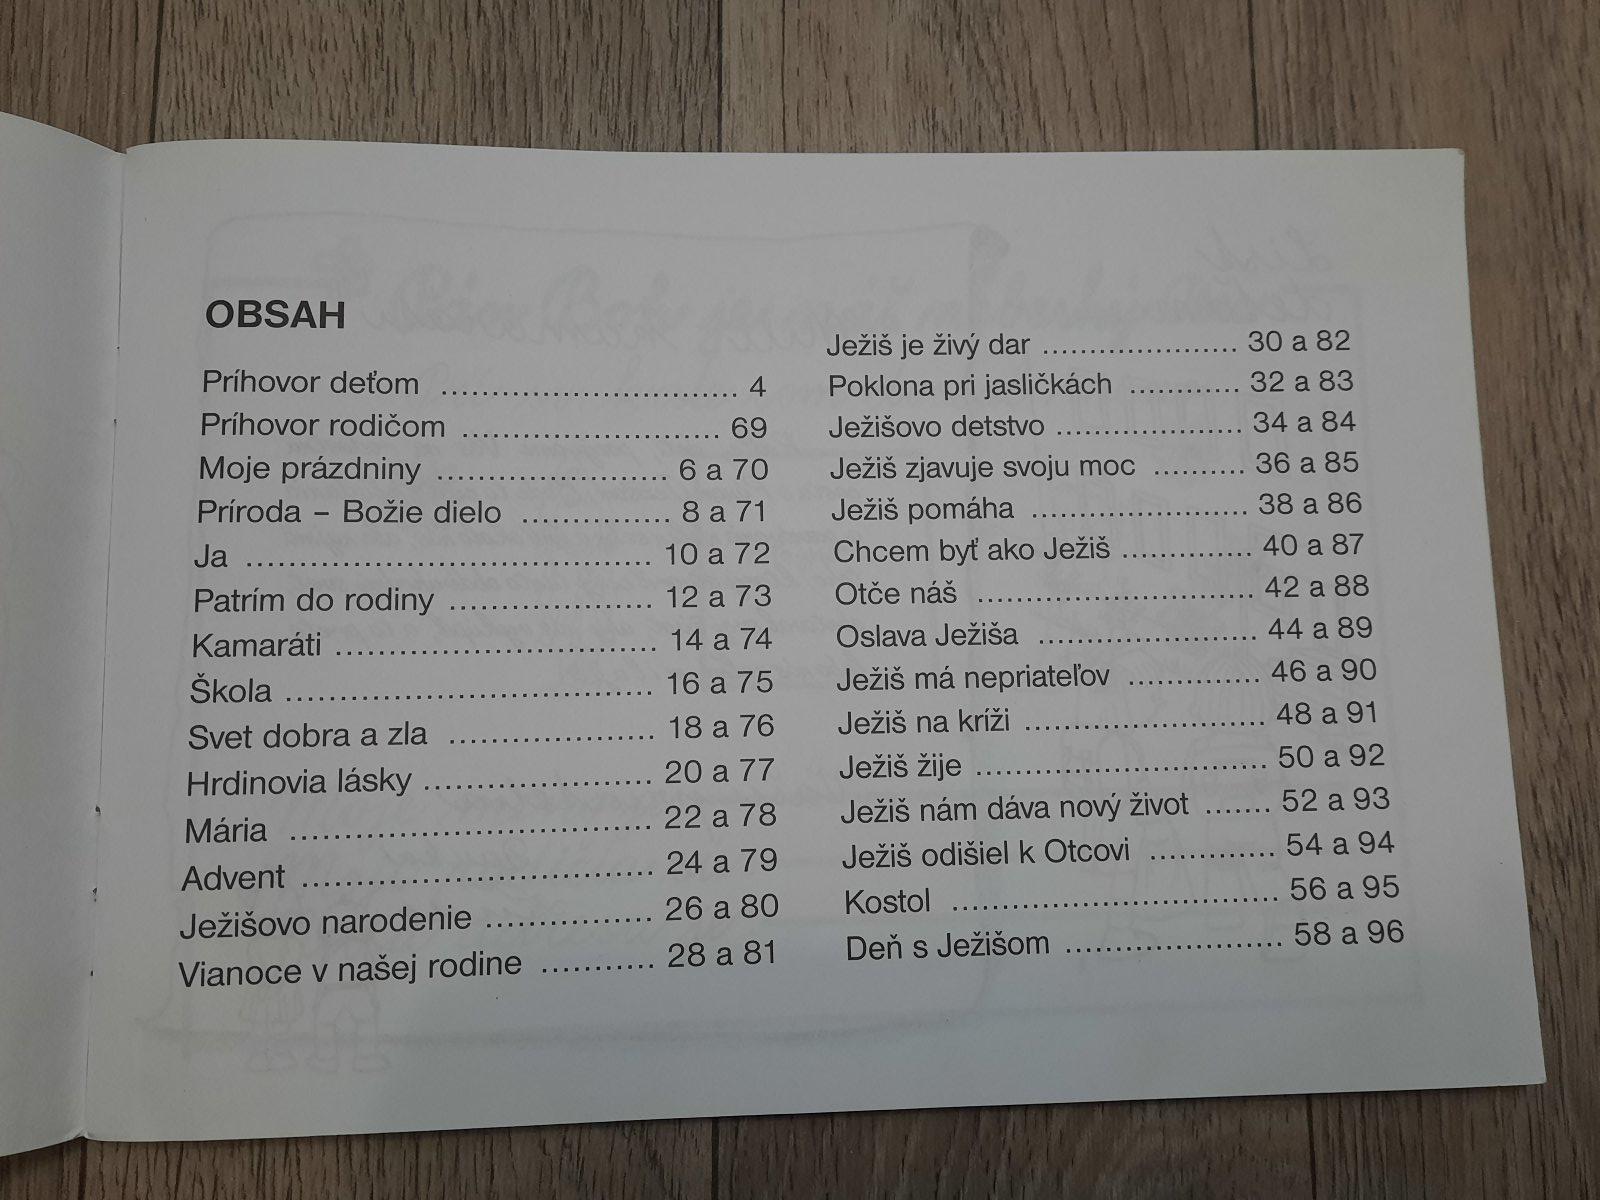 OBSAH
Príhovor deťom ............................. 4
Príhovor rodičom ......................... 69
Moje prázdniny ....................... 6 a 70
Príroda – Božie dielo ............... 8 a 71
Ja ........................................ 10 a 72
Patrím do rodiny .................... 12 a 73
Kamaráti ................................ 14 a 74
Škola ..................................... 16 a 75
Svet dobra a zla .................... 18 a 76
Hrdinovia lásky ....................... 20 a 77
Mária .................................... 22 a 78
Advent ................................... 24 a 79
Ježišovo narodenie ................. 26 a 80
Vianoce v našej rodine ........... 28 a 81
Ježiš je živý dar .................... 30 a 82
Poklona pri jasličkách ............ 32 a 83
Ježišovo detstvo ................... 34 a 84
Ježiš zjavuje svoju moc .......... 36 a 85
Ježiš pomáha ...................... 38 a 86
Chcem byť ako Ježiš ............. 40 a 87
Otče náš ............................ 42 a 88
Oslava Ježiša ...................... 44 a 89
Ježiš má nepriateľov ............. 46 a 90
Ježiš na kríži ........................ 48 a 91
Ježiš žije ............................. 50 a 92
Ježiš nám dáva nový život ....... 52 a 93
Ježiš odišiel k Otcovi ............. 54 a 94
Kostol ................................. 56 a 95
Deň s Ježišom ...................... 58 a 96